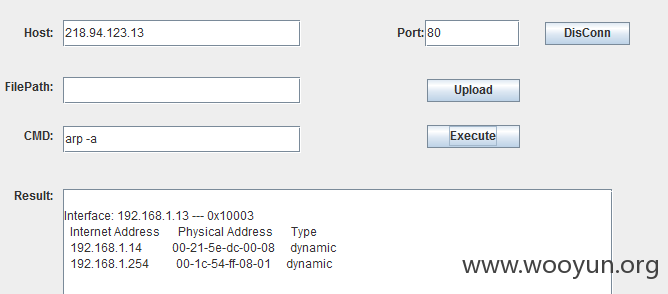 Host: 218.94.123.13 Port: 80 DisConn
FilePath: Upload
CMD: arp -a Execute
Result:
Interface: 192.168.1.13 --- 0x10003
Internet Address Physical Address Type
192.168.1.14 00-21-5e-dc-00-08 dynamic
192.168.1.254 00-1c-54-ff-08-01 dynamic
www.wooyun.org